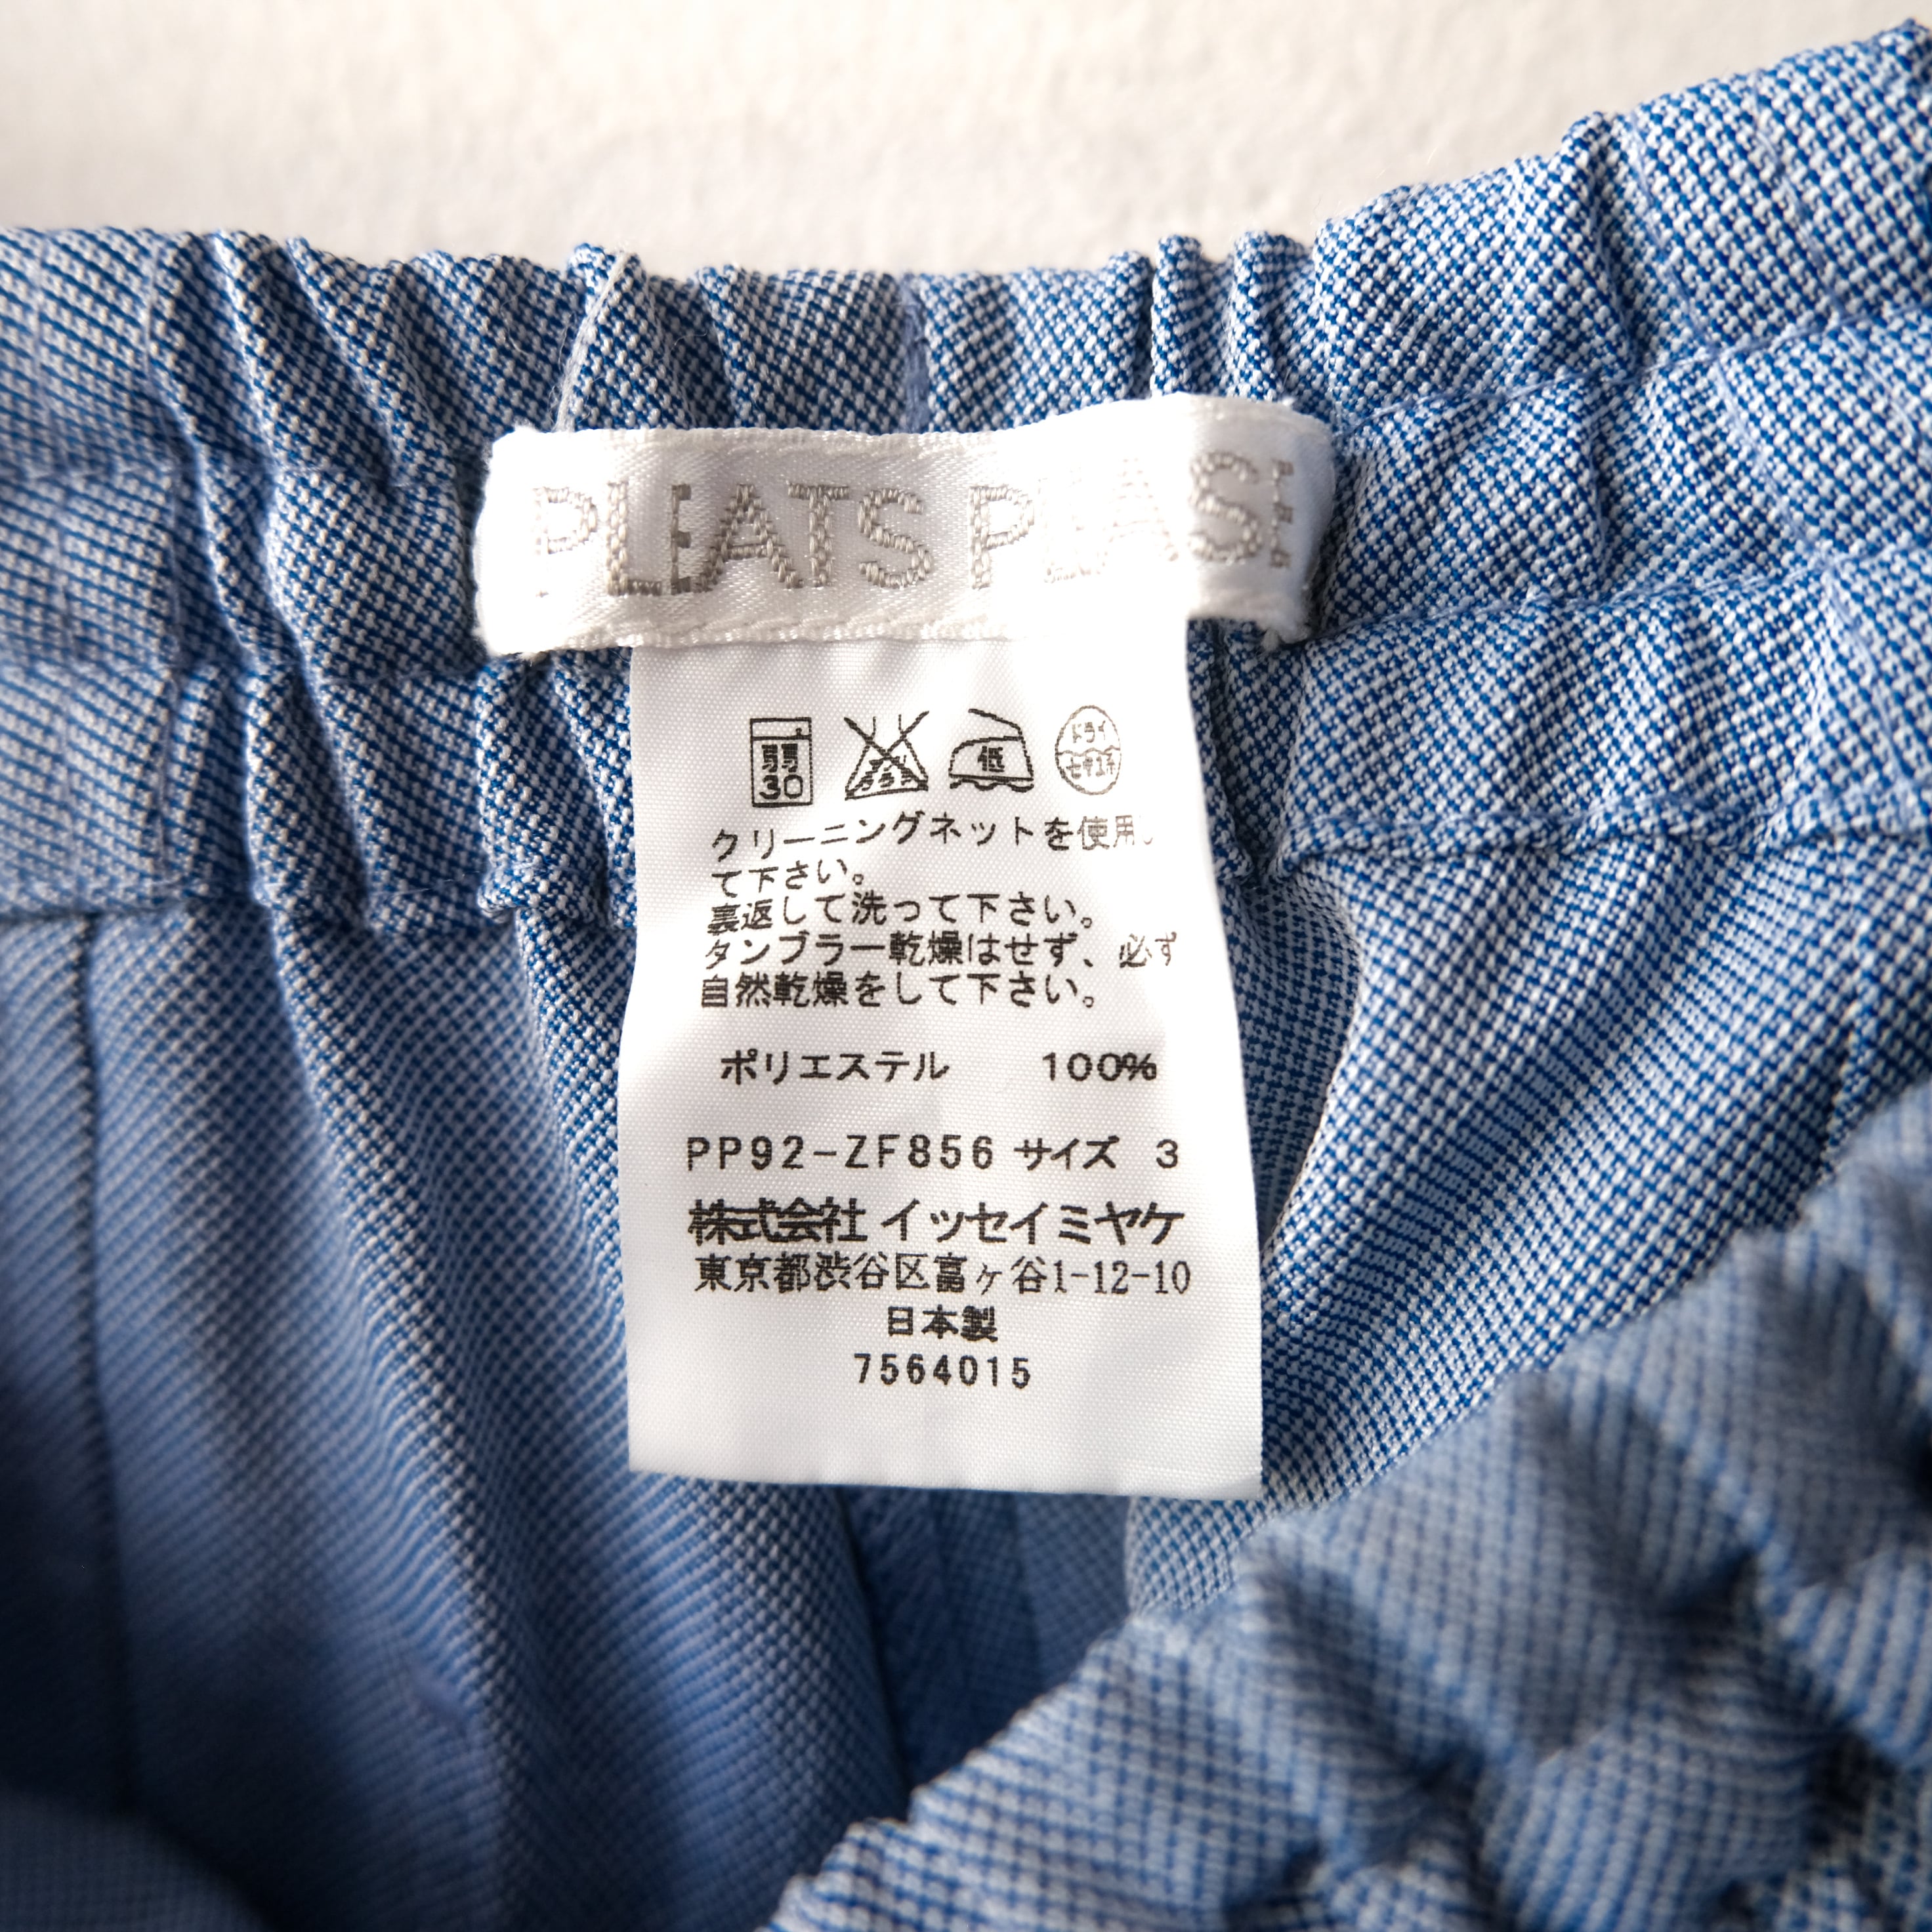 PLEATS PLEASE
弱 30 低 ドライ セキユ系
クリーニングネットを使用し
て下さい。
裏返して洗って下さい。
タンブラー乾燥はせず、必ず
自然乾燥をして下さい。
ポリエステル 100%
PP92-ZF856 サイズ 3
株式会社 イッセイミヤケ
東京都渋谷区富ヶ谷1-12-10
日本製
7564015